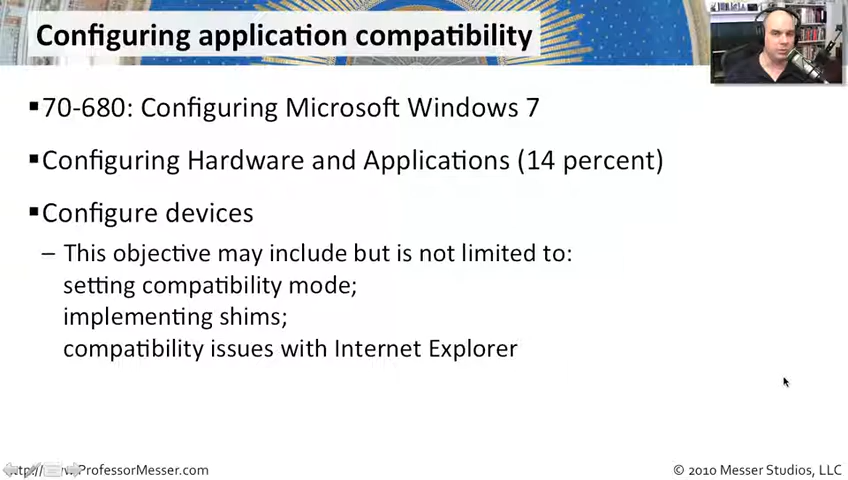 Configuring application compatibility
▪70-680: Configuring Microsoft Windows 7
▪Configuring Hardware and Applications (14 percent)
▪Configure devices
– This objective may include but is not limited to:
setting compatibility mode;
implementing shims;
compatibility issues with Internet Explorer
ProfessorMesser.com
© 2010 Messer Studios, LLC